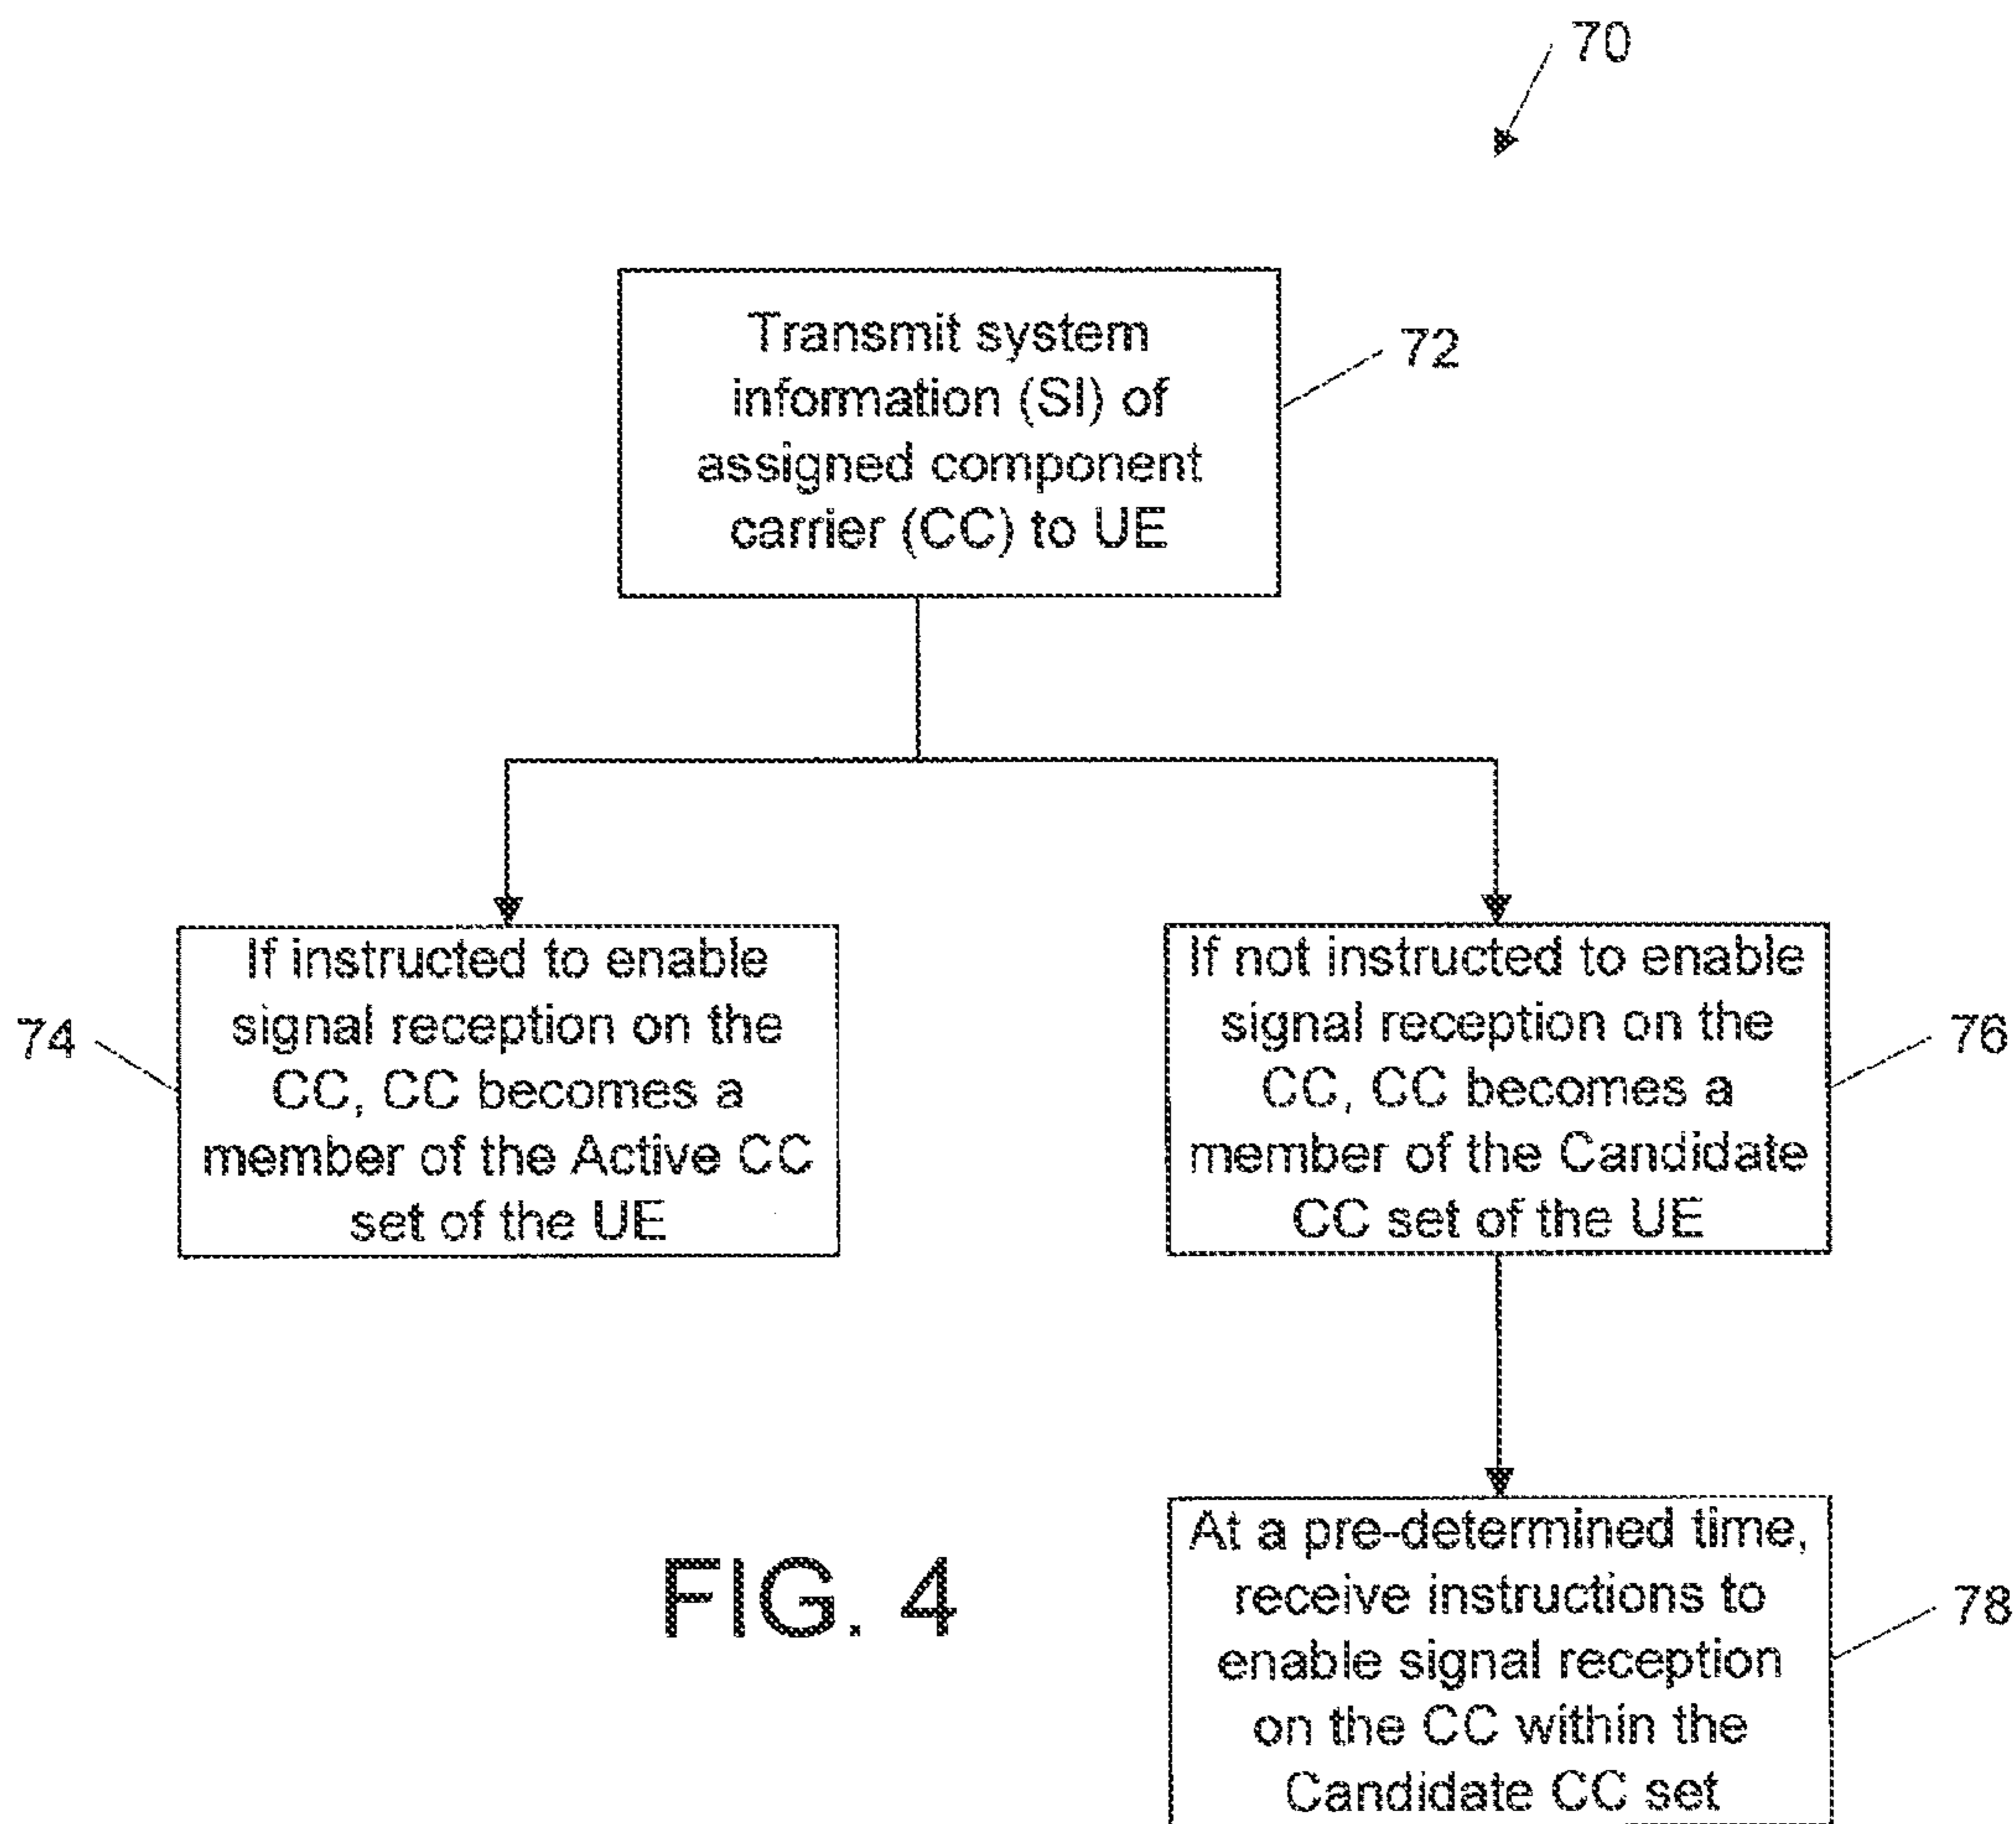 70
Transmit system
information (SI) of
assigned component
carrier (CC) to UE
72
If instructed to enable
signal reception on the
CC, CC becomes a
member of the Active CC
set of the UE
74
If not instructed to enable
signal reception on the
CC, CC becomes a
member of the Candidate
CC set of the UE
76
At a pre-determined time,
receive instructions to
enable signal reception
on the CC within the
Candidate CC set
78
FIG. 4